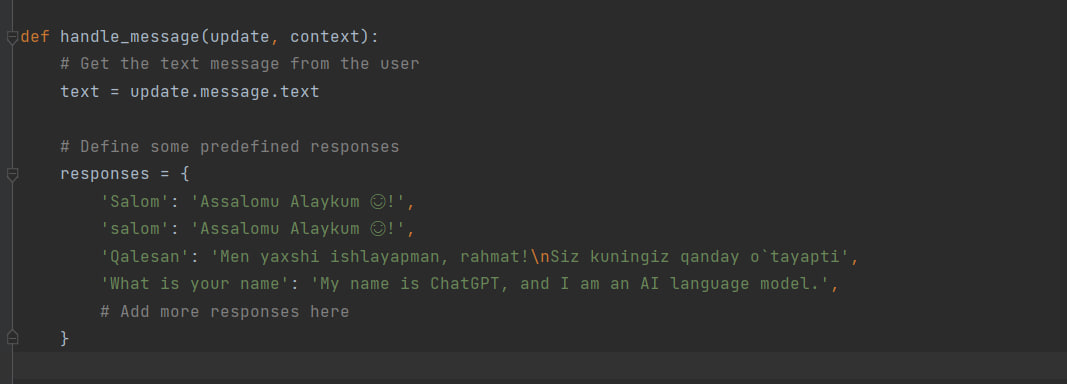 def handle_message(update, context):
    # Get the text message from the user
    text = update.message.text
    # Define some predefined responses
    responses = {
        'Salom': 'Assalomu Alaykum 😊!',
        'salom': 'Assalomu Alaykum 😊!',
        'Qalesan': 'Men yaxshi ishlayapman, rahmat!\nSiz kuningiz qanday o`tayapti',
        'What is your name': 'My name is ChatGPT, and I am an AI language model.',
        # Add more responses here
    }